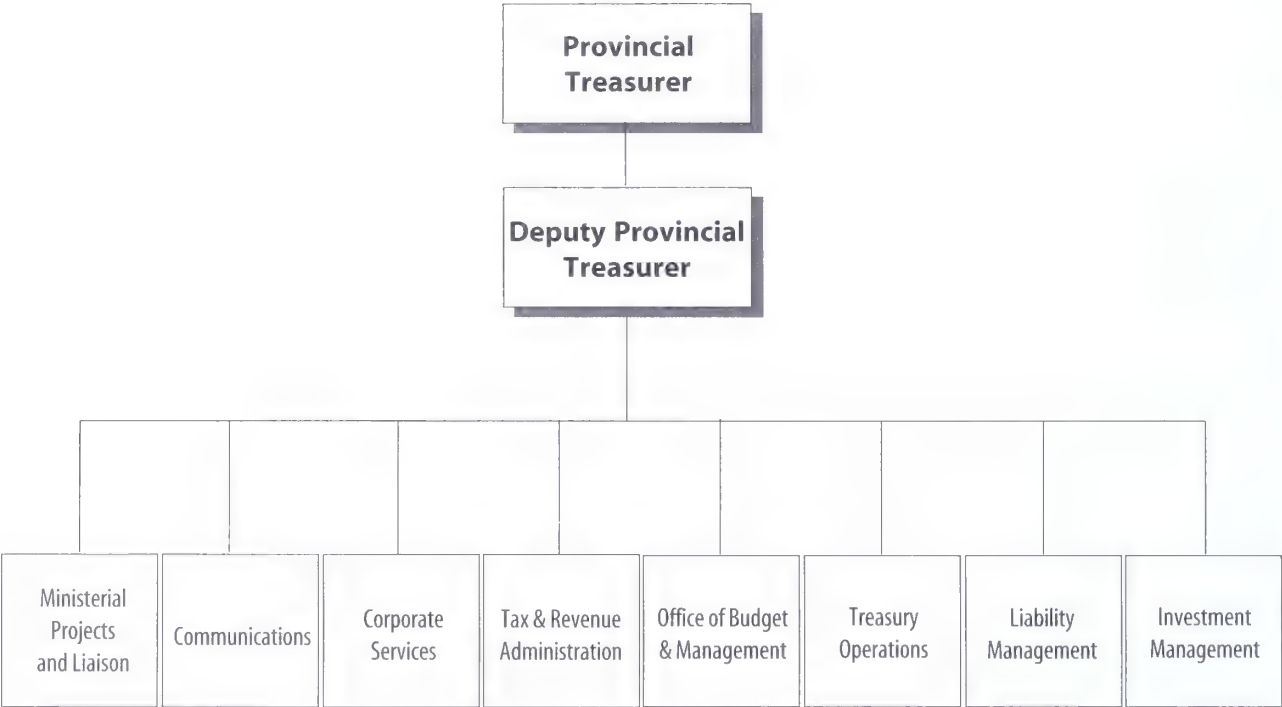 Provincial
Treasurer
Deputy Provincial
Treasurer
Ministerial
Projects
and Liaison
Communications
Corporate
Services
Tax & Revenue
Administration
Office of Budget
& Management
Treasury
Operations
Liability
Management
Investment
Management